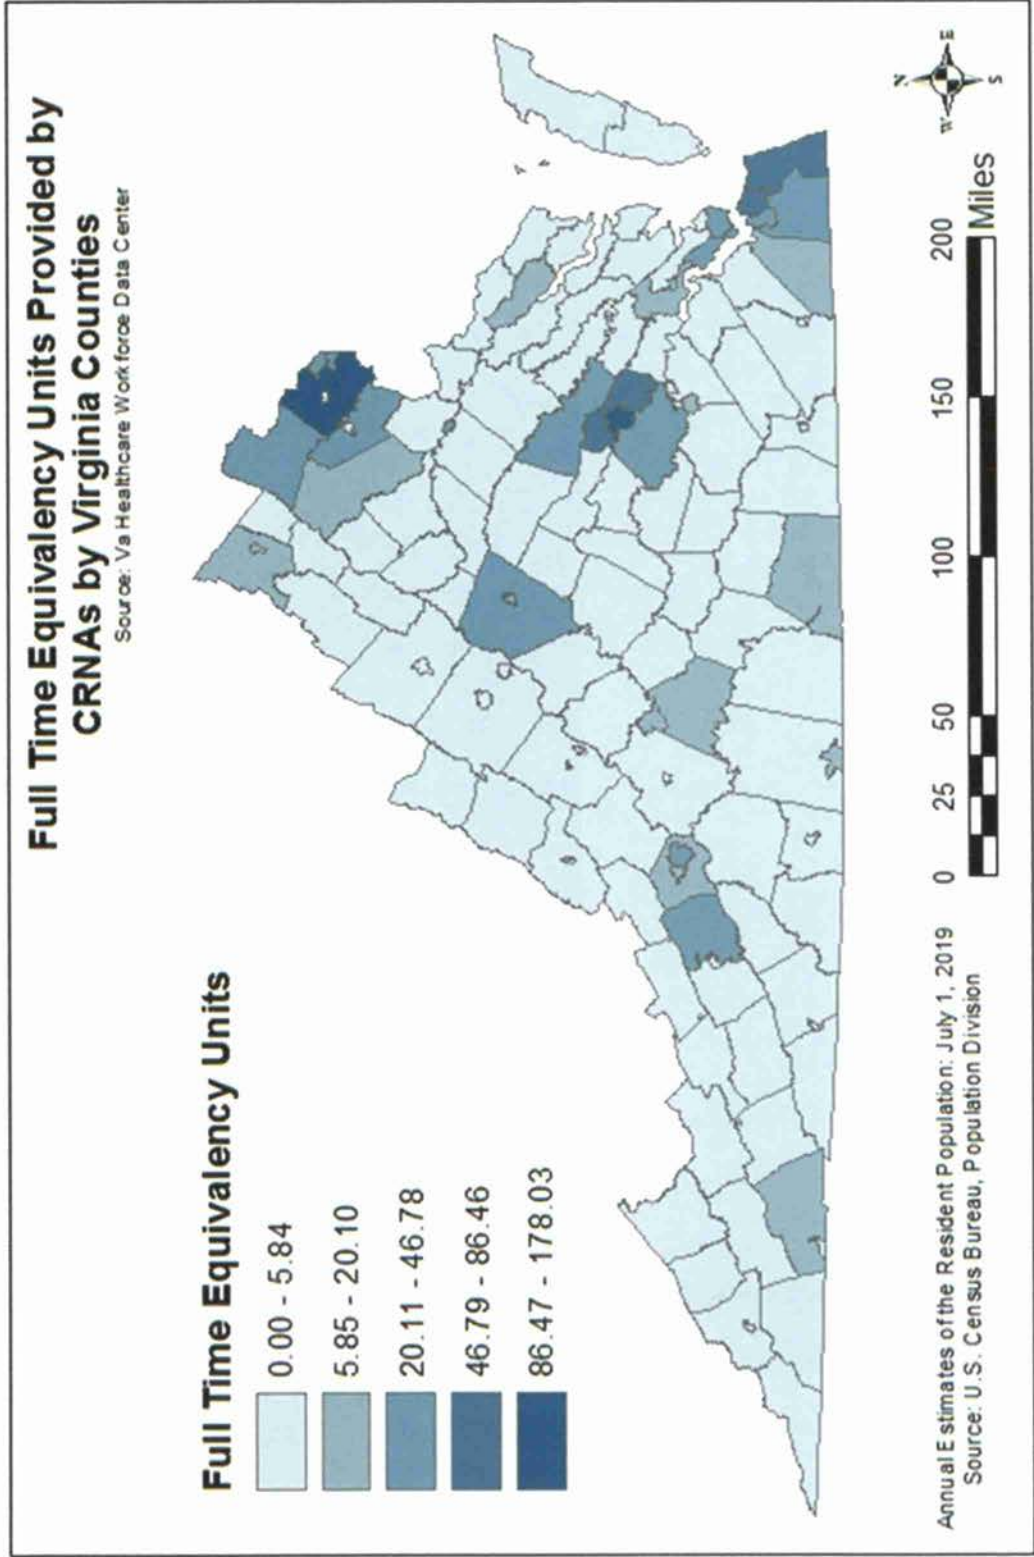 Full Time Equivalency Units Provided by
CRNAs by Virginia Counties
Source: Va Healthcare Workforce Data Center
Full Time Equivalency Units
0.00 - 5.84
5.85 - 20.10
20.11 - 46.78
46.79 - 86.46
86.47 - 178.03
Annual Estimates of the Resident Population: July 1, 2019
Source: U.S. Census Bureau, Population Division
0 25 50 100 150 200
Miles
N
W E
S